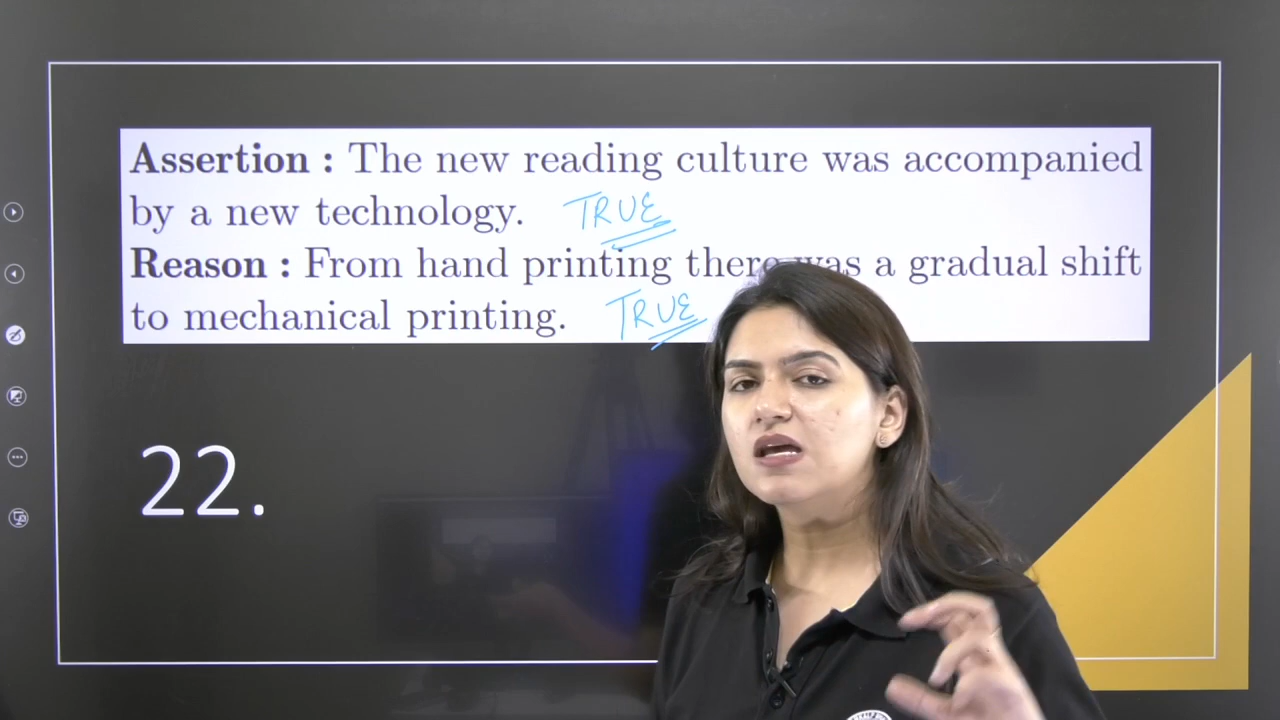 Assertion : The new reading culture was accompanied
by a new technology. TRUE
Reason : From hand printing there was a gradual shift
to mechanical printing. TRUE
22.